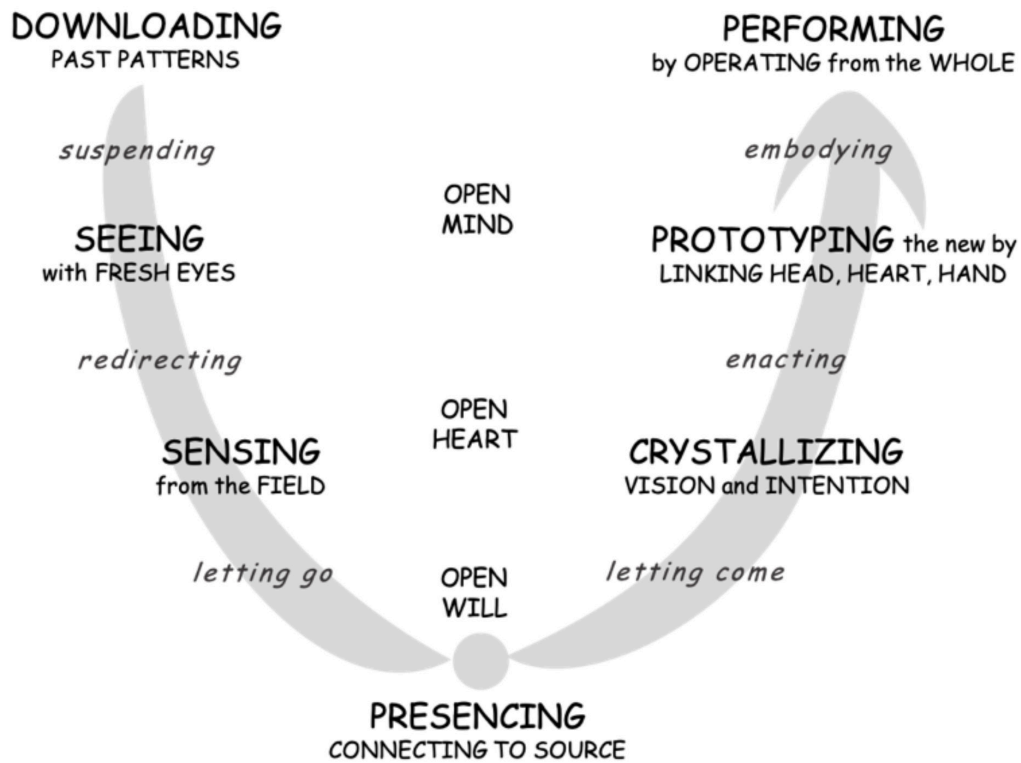 DOWNLOADING
PAST PATTERNS
suspending
SEEING
with FRESH EYES
redirecting
SENSING
from the FIELD
letting go
OPEN
MIND
OPEN
HEART
OPEN
WILL
PRESENCING
CONNECTING TO SOURCE
PERFORMING
by OPERATING from the WHOLE
embodying
PROTOTYPING the new by
LINKING HEAD, HEART, HAND
enacting
CRYSTALLIZING
VISION and INTENTION
letting come